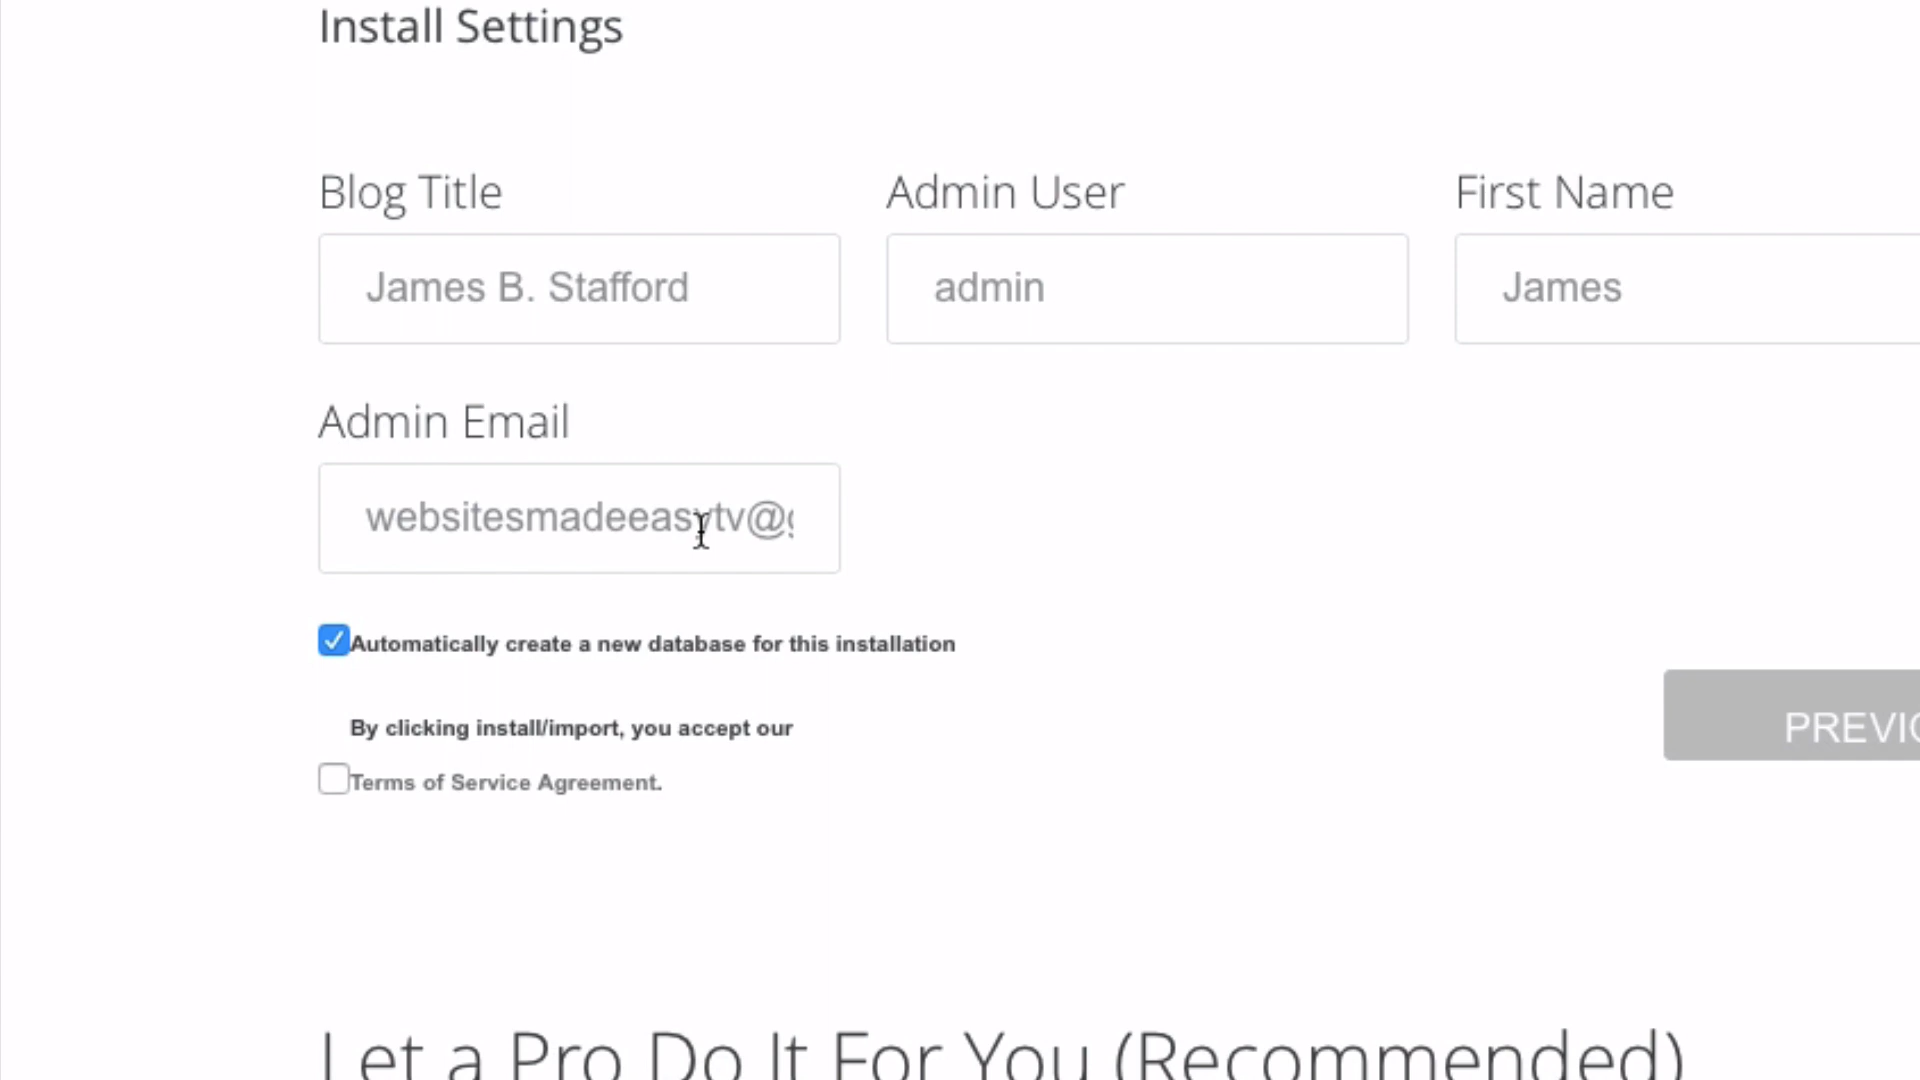 Install Settings
Blog Title
Admin User
First Name
James B. Stafford
admin
James
Admin Email
websitesmadeeasytv@g
Automatically create a new database for this installation
By clicking install/import, you accept our
Terms of Service Agreement.
PREVIO
Let a Pro Do It For You (Recommended)